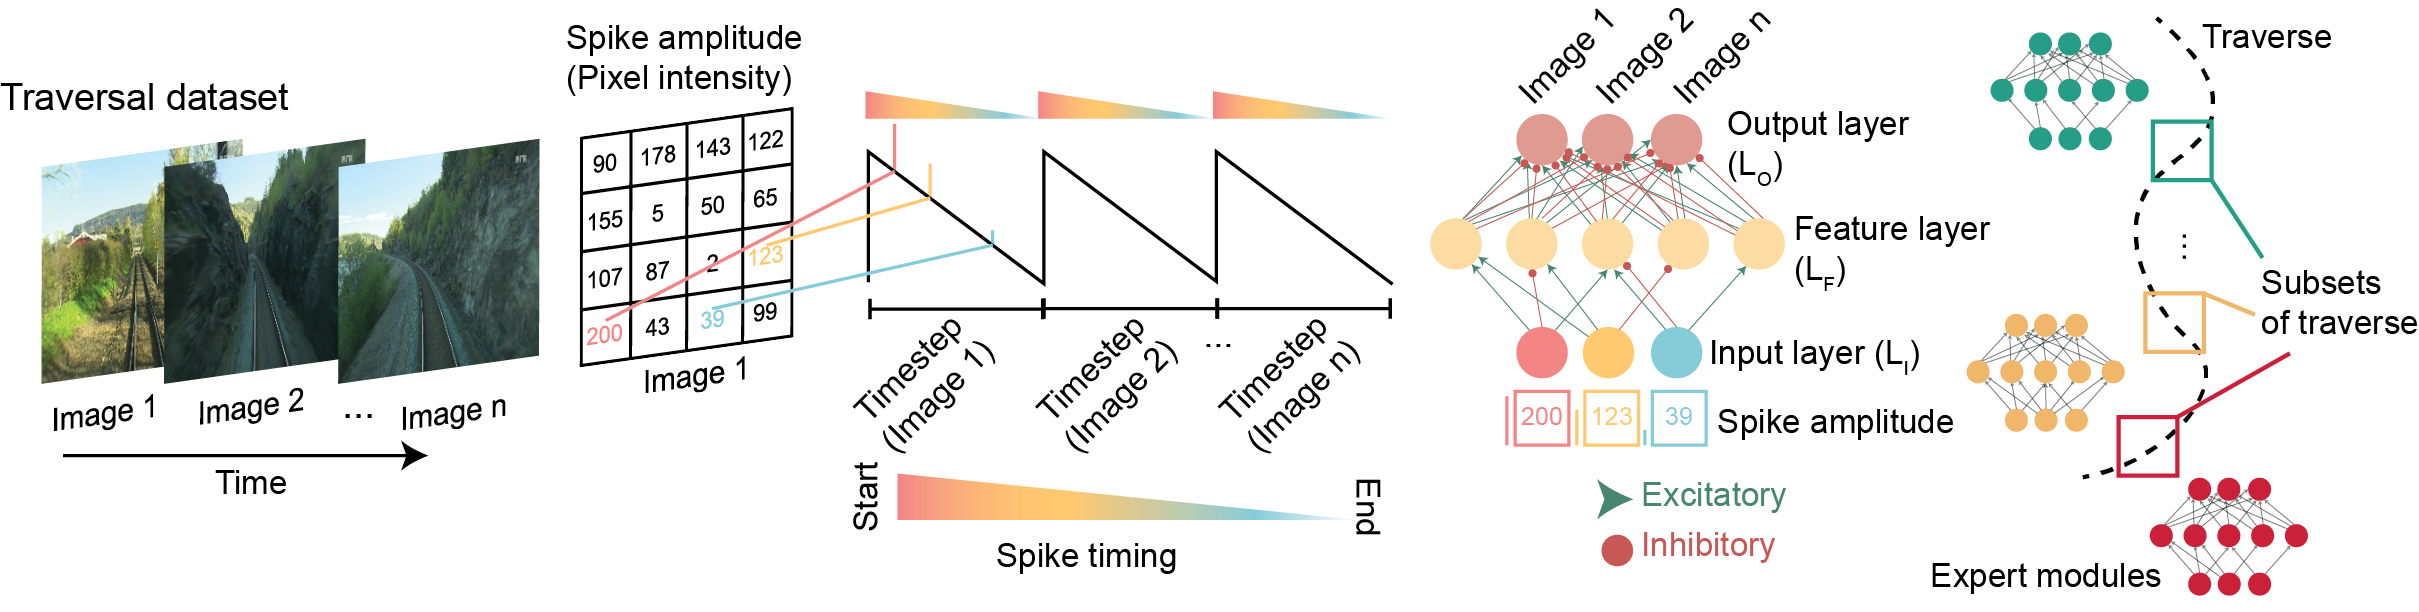 Traversal dataset
Image 1
Image 2
...
Image n
Time
Spike amplitude
(Pixel intensity)
90 178 143 122
155 5 50 65
107 87 2 123
200 43 39 99
Image 1
Timestep
(Image 1)
Timestep
(Image 2)
...
Timestep
(Image n)
Start
End
Spike timing
Image 1
Image 2
Image n
Output layer
(LO)
Feature layer
(LF)
Input layer (LI)
200 123 39
Spike amplitude
Excitatory
Inhibitory
Traverse
...
Subsets
of traverse
Expert modules